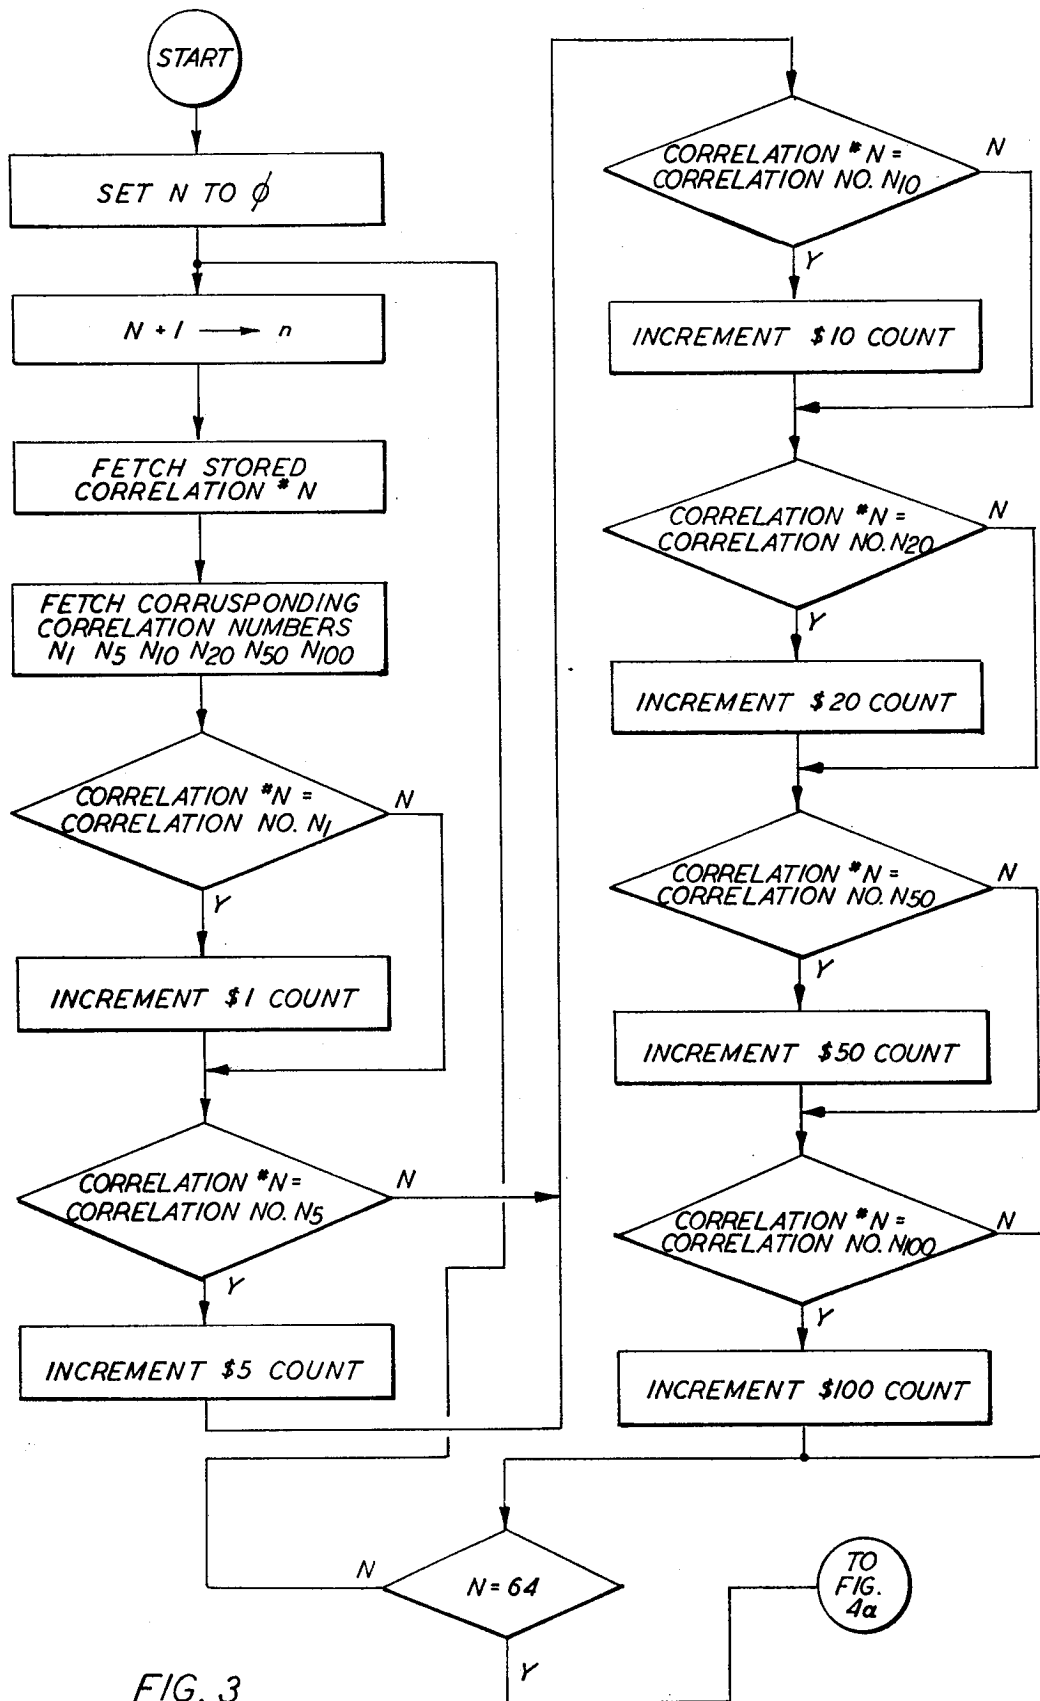 START
SET N TO ϕ
N + 1 → n
FETCH STORED
CORRELATION # N
FETCH CORRUSPONDING
CORRELATION NUMBERS
N1 N5 N10 N20 N50 N100
CORRELATION #N =
CORRELATION NO. N1
N
Y
INCREMENT $1 COUNT
CORRELATION #N =
CORRELATION NO. N5
N
Y
INCREMENT $5 COUNT
CORRELATION #N =
CORRELATION NO. N10
N
Y
INCREMENT $10 COUNT
CORRELATION #N =
CORRELATION NO. N20
N
Y
INCREMENT $20 COUNT
CORRELATION #N =
CORRELATION NO. N50
N
Y
INCREMENT $50 COUNT
CORRELATION #N =
CORRELATION NO. N100
N
Y
INCREMENT $100 COUNT
N = 64
N
Y
TO
FIG.
4a
FIG. 3